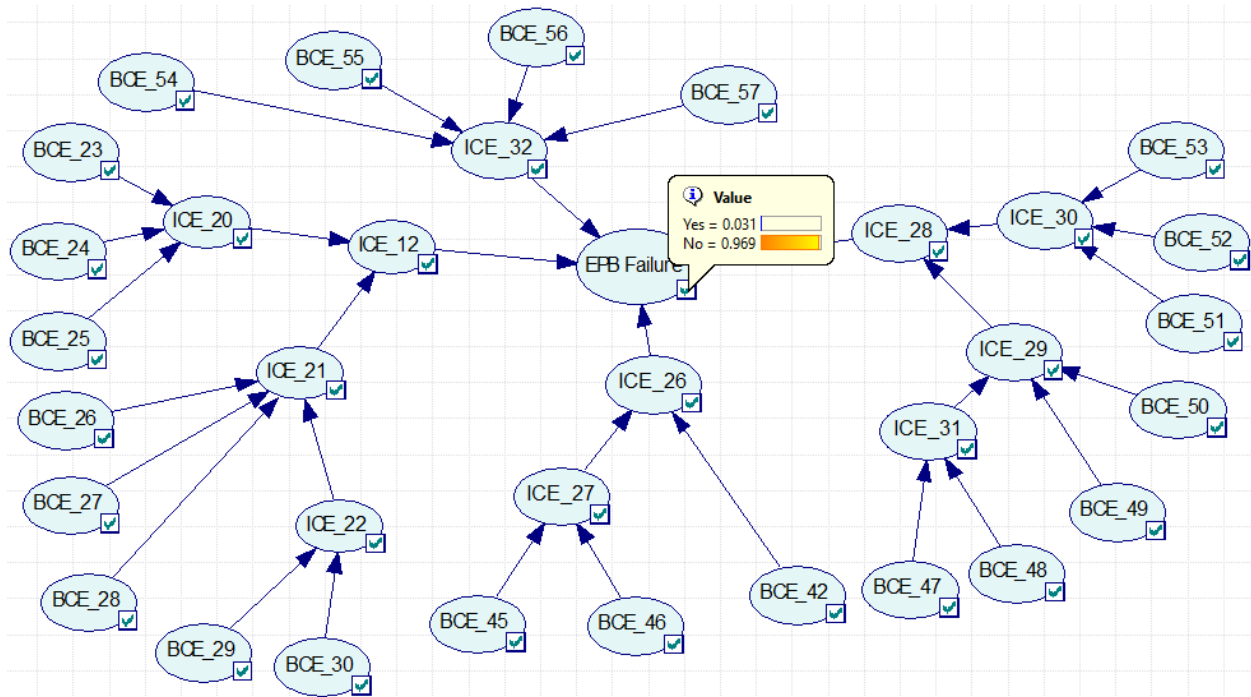 BCE_56
BCE_55
BCE_54
BCE_57
ICE_32
BCE_23
BCE_53
Value
Yes = 0.031
No = 0.969
ICE_20
ICE_30
ICE_28
BCE_24
ICE_12
BCE_52
EPB Failure
BCE_25
BCE_51
ICE_29
ICE_21
ICE_26
BCE_26
BCE_50
ICE_31
BCE_27
ICE_27
BCE_49
ICE_22
BCE_28
BCE_47
BCE_48
BCE_42
BCE_45
BCE_46
BCE_29
BCE_30